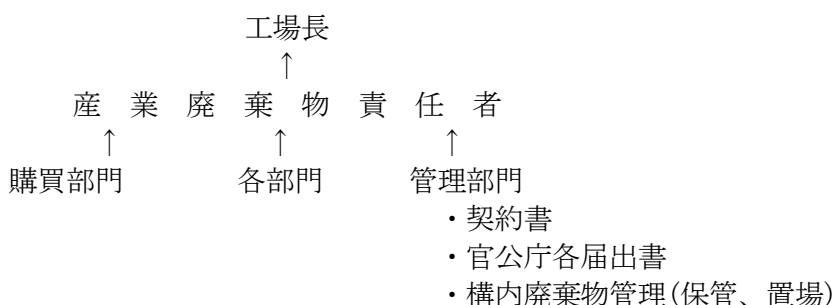 工場長
↑
産 業 廃 棄 物 責 任 者
↑ ↑ ↑
購買部門 各部門 管理部門
・契約書
・官公庁各届出書
・構内廃棄物管理(保管、置場)